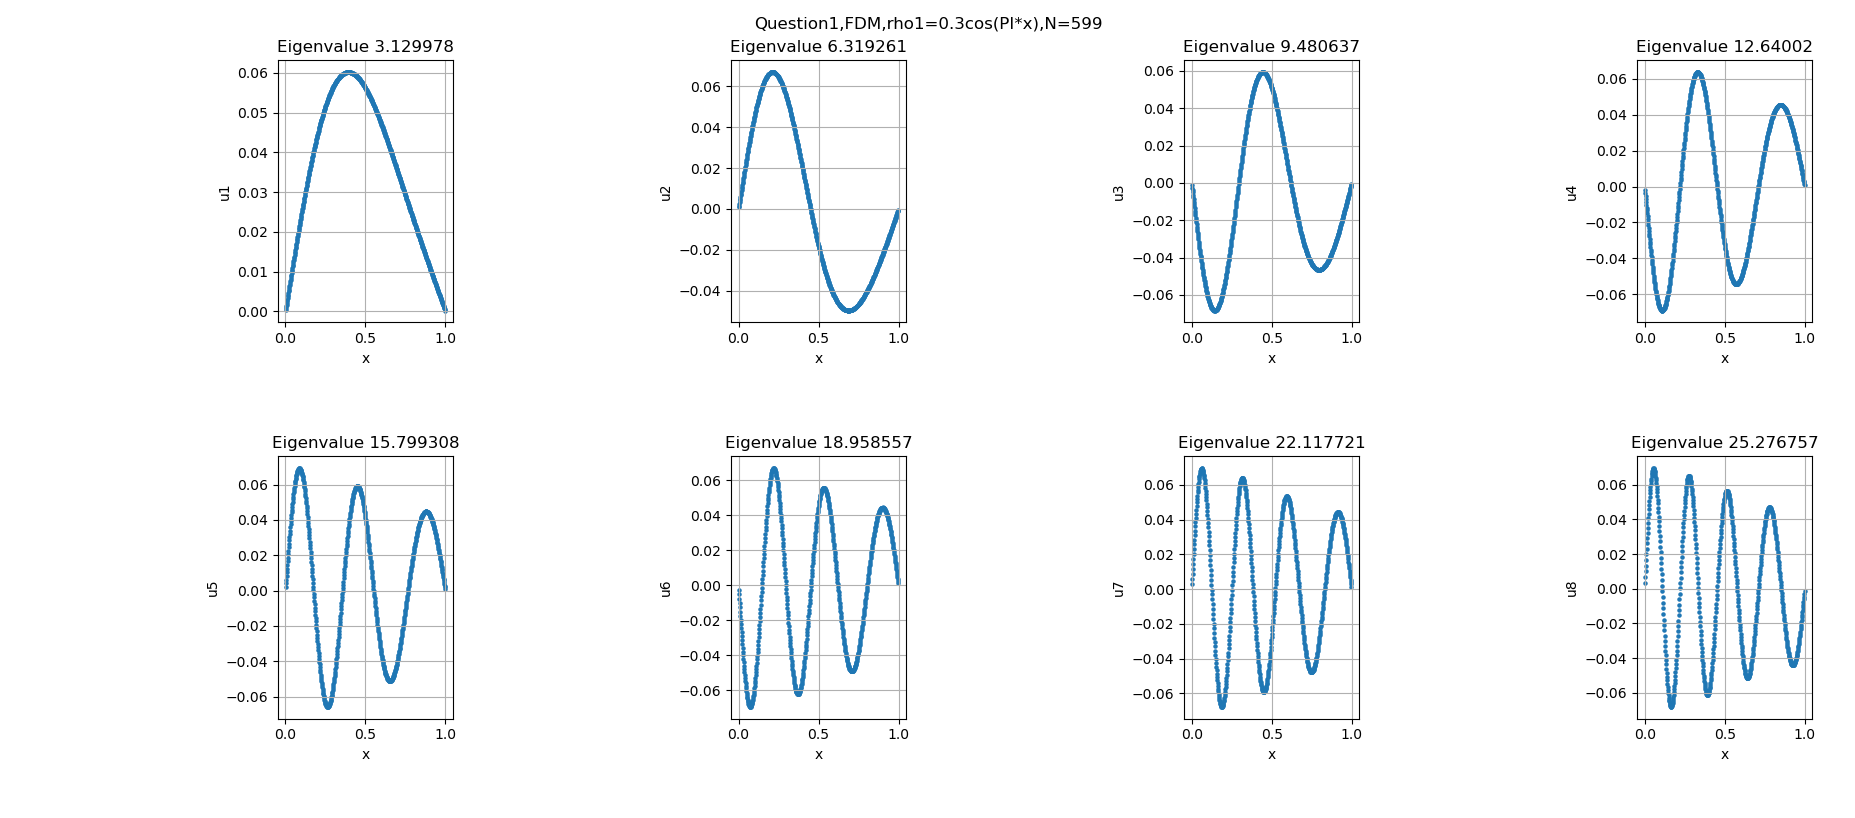 Question1,FDM,rho1=0.3cos(PI*x),N=599
Eigenvalue 3.129978
0.06
0.05
0.04
0.03
0.02
0.01
0.00
u1
0.0 0.5 1.0
x
Eigenvalue 6.319261
0.06
0.04
0.02
0.00
−0.02
−0.04
u2
0.0 0.5 1.0
x
Eigenvalue 9.480637
0.06
0.04
0.02
0.00
−0.02
−0.04
−0.06
u3
0.0 0.5 1.0
x
Eigenvalue 12.64002
0.06
0.04
0.02
0.00
−0.02
−0.04
−0.06
u4
0.0 0.5 1.0
x
Eigenvalue 15.799308
0.06
0.04
0.02
0.00
−0.02
−0.04
−0.06
u5
0.0 0.5 1.0
x
Eigenvalue 18.958557
0.06
0.04
0.02
0.00
−0.02
−0.04
−0.06
u6
0.0 0.5 1.0
x
Eigenvalue 22.117721
0.06
0.04
0.02
0.00
−0.02
−0.04
−0.06
u7
0.0 0.5 1.0
x
Eigenvalue 25.276757
0.06
0.04
0.02
0.00
−0.02
−0.04
−0.06
u8
0.0 0.5 1.0
x